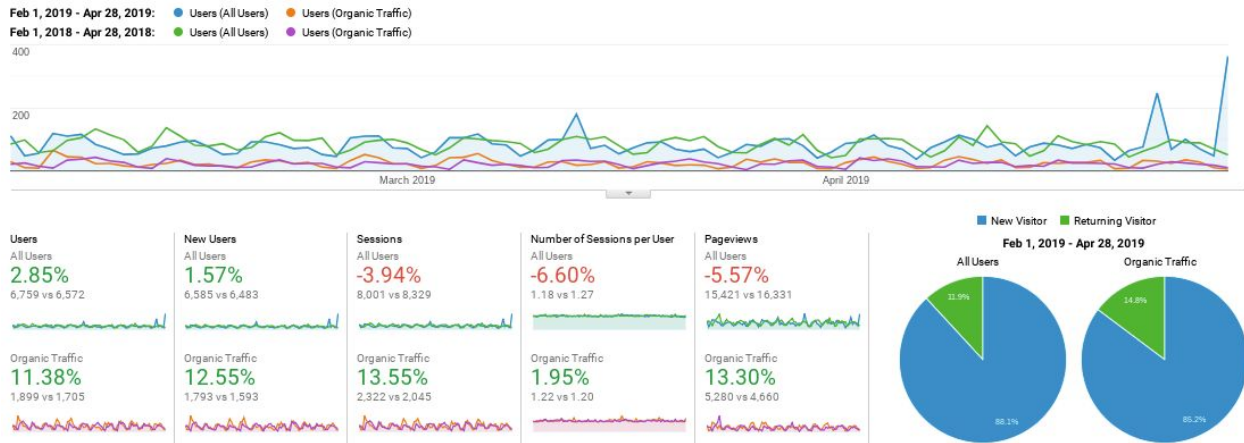 Feb 1, 2019 - Apr 28, 2019: Users (All Users) Users (Organic Traffic)
Feb 1, 2018 - Apr 28, 2018: Users (All Users) Users (Organic Traffic)
400
200
March 2019 April 2019
New Visitor Returning Visitor
Feb 1, 2019 - Apr 28, 2019
Users
All Users
2.85%
6,759 vs 6,572
Organic Traffic
11.38%
1,899 vs 1,705
New Users
All Users
1.57%
6,585 vs 6,483
Organic Traffic
12.55%
1,793 vs 1,593
Sessions
All Users
-3.94%
8,001 vs 8,329
Organic Traffic
13.55%
2,322 vs 2,045
Number of Sessions per User
All Users
-6.60%
1.18 vs 1.27
Organic Traffic
1.95%
1.22 vs 1.20
Pageviews
All Users
-5.57%
15,421 vs 16,331
Organic Traffic
13.30%
5,280 vs 4,660
All Users
11.9%
88.1%
Organic Traffic
14.8%
85.2%